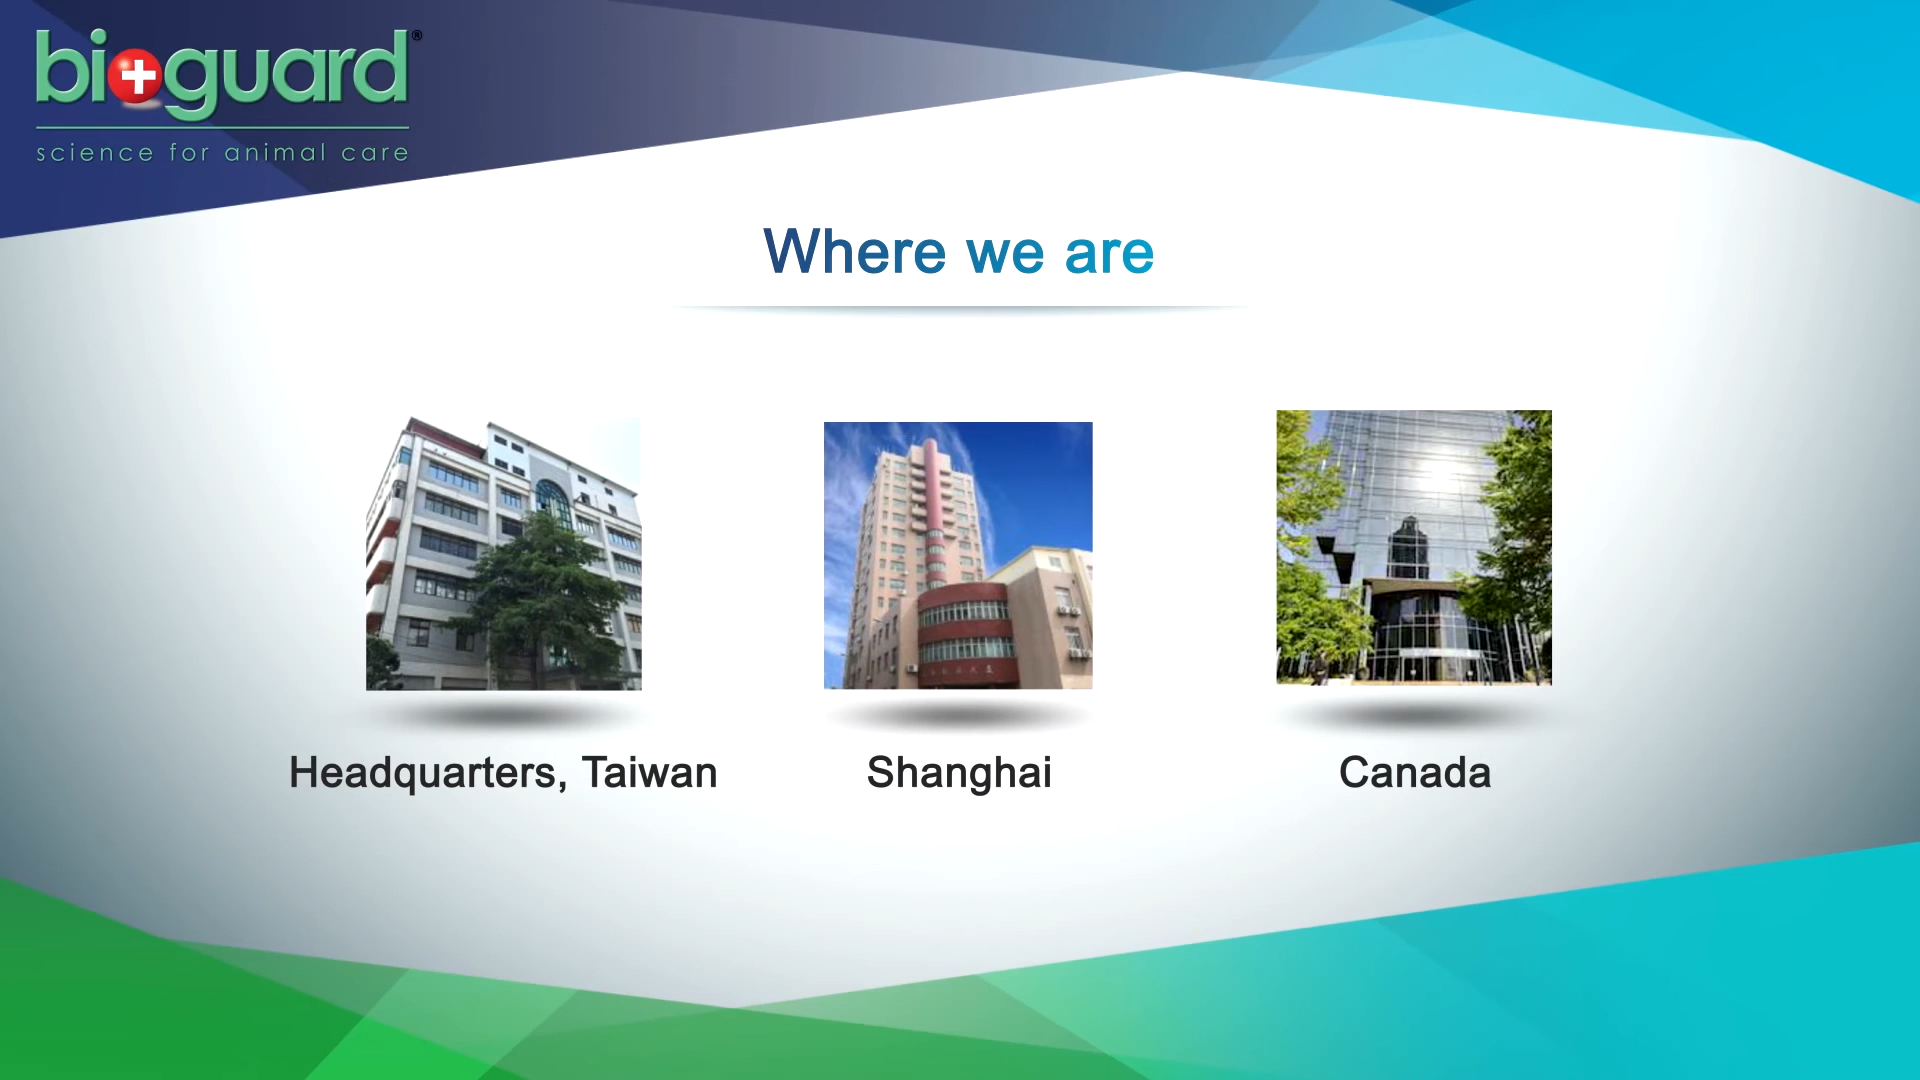 bioguard®
science for animal care
Where we are
Headquarters, Taiwan
Shanghai
Canada